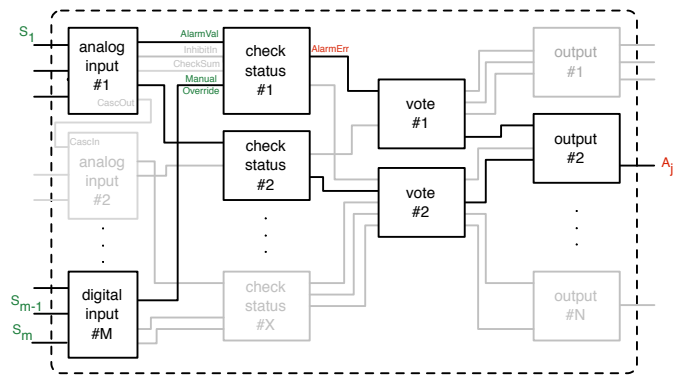 S1
analog
input
#1
AlarmVal
InhibitIn
CheckSum
Manual
Override
CascOut
check
status
#1
AlarmErr
vote
#1
output
#1
CascIn
analog
input
#2
check
status
#2
vote
#2
output
#2
Aj
Sm-1
Sm
digital
input
#M
check
status
#X
output
#N